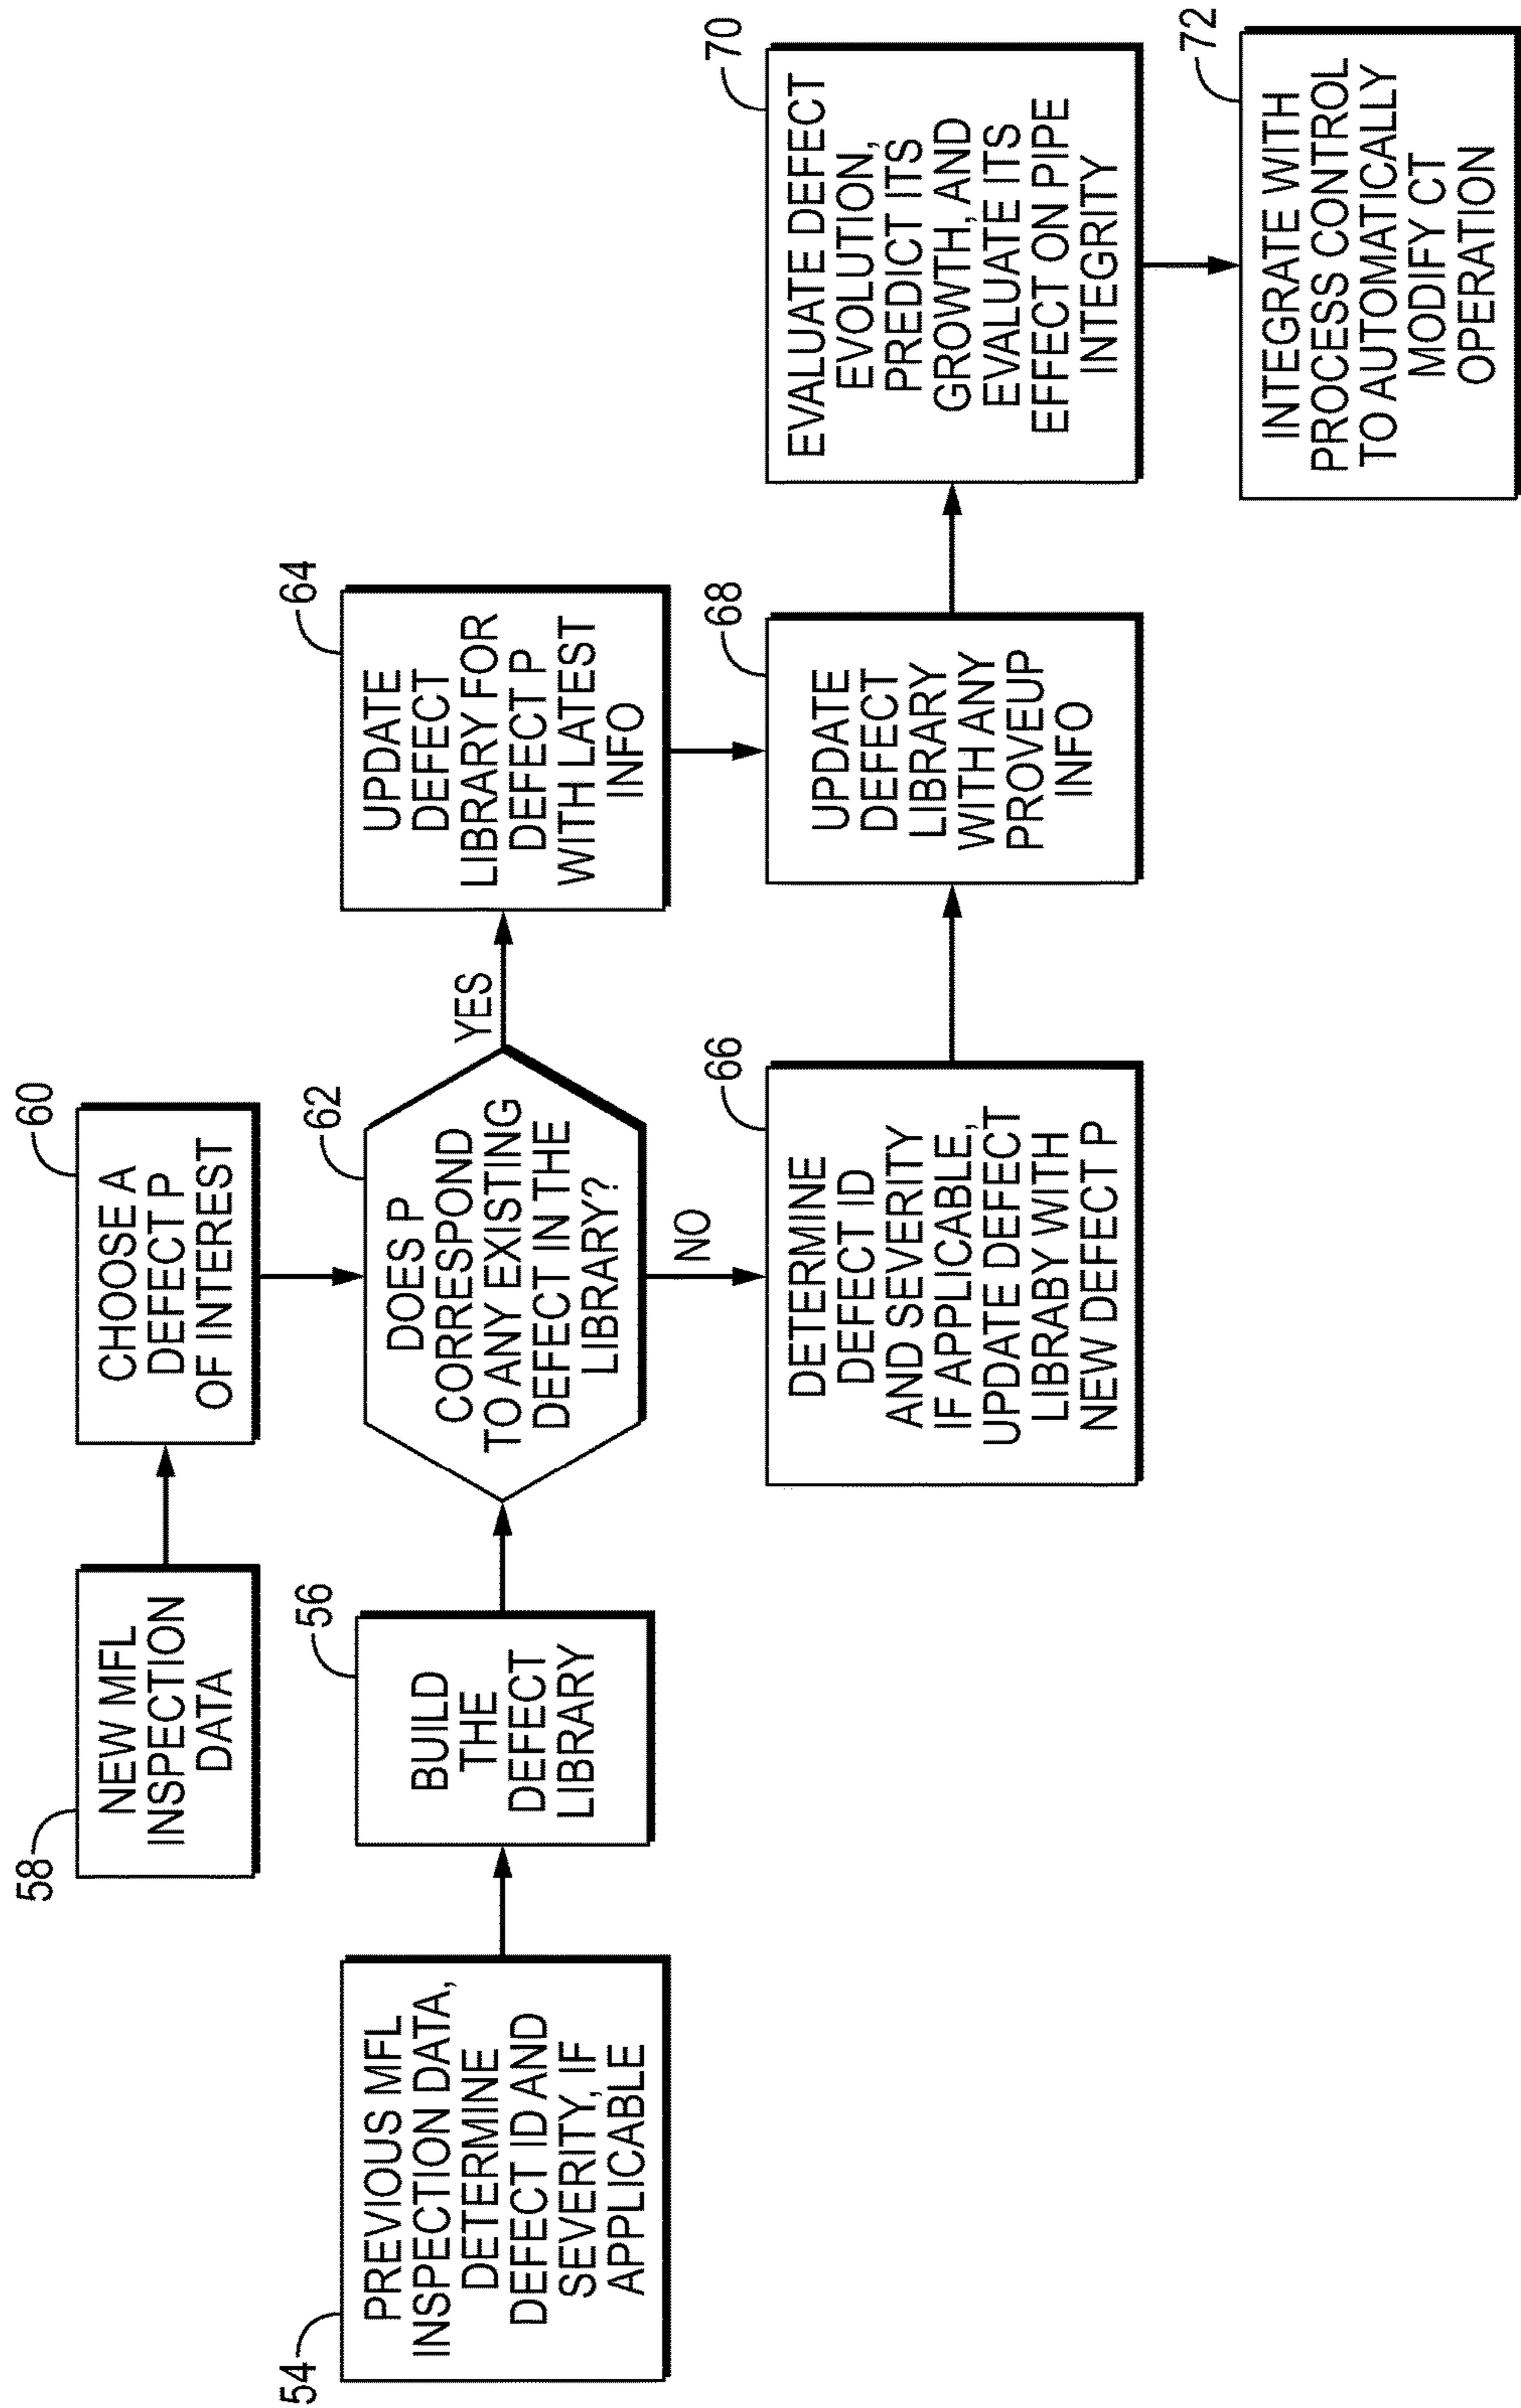 58
NEW MFL
INSPECTION
DATA
60
CHOOSE A
DEFECT P
OF INTEREST
54
PREVIOUS MFL
INSPECTION DATA,
DETERMINE
DEFECT ID AND
SEVERITY, IF
APPLICABLE
56
BUILD
THE
DEFECT
LIBRARY
62
DOES P
CORRESPOND
TO ANY EXISTING
DEFECT IN THE
LIBRARY?
YES
64
UPDATE
DEFECT
LIBRARY FOR
DEFECT P
WITH LATEST
INFO
NO
66
DETERMINE
DEFECT ID
AND SEVERITY
IF APPLICABLE,
UPDATE DEFECT
LIBRABY WITH
NEW DEFECT P
68
UPDATE
DEFECT
LIBRARY
WITH ANY
PROVEUP
INFO
70
EVALUATE DEFECT
EVOLUTION,
PREDICT ITS
GROWTH, AND
EVALUATE ITS
EFFECT ON PIPE
INTEGRITY
72
INTEGRATE WITH
PROCESS CONTROL
TO AUTOMATICALLY
MODIFY CT
OPERATION